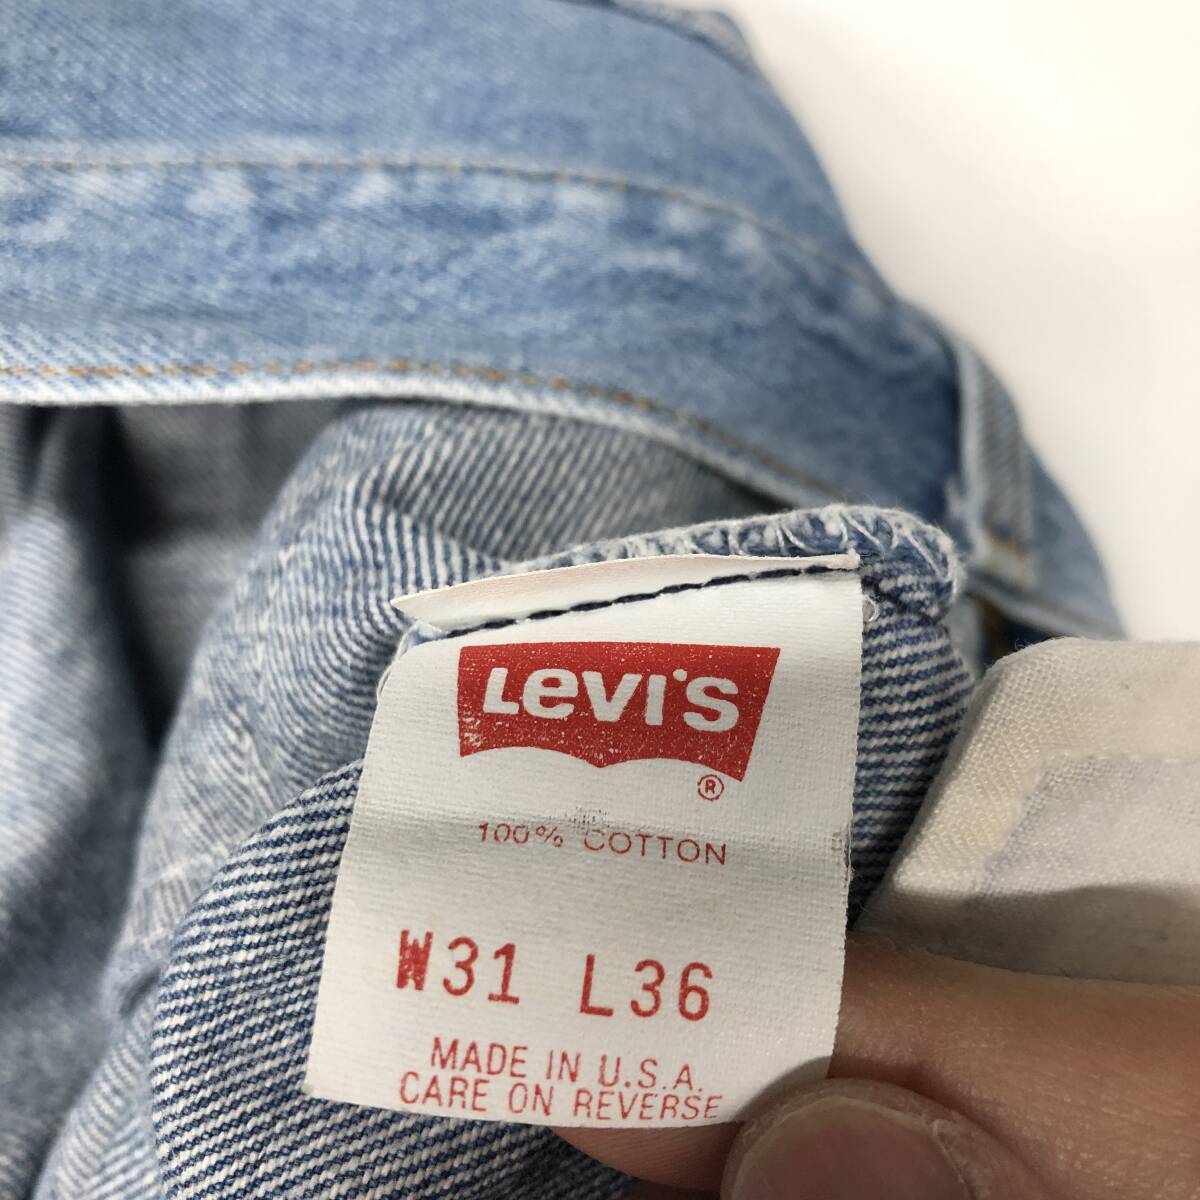 LEVI'S
®
100% COTTON
W31 L36
MADE IN U.S.A.
CARE ON REVERSE